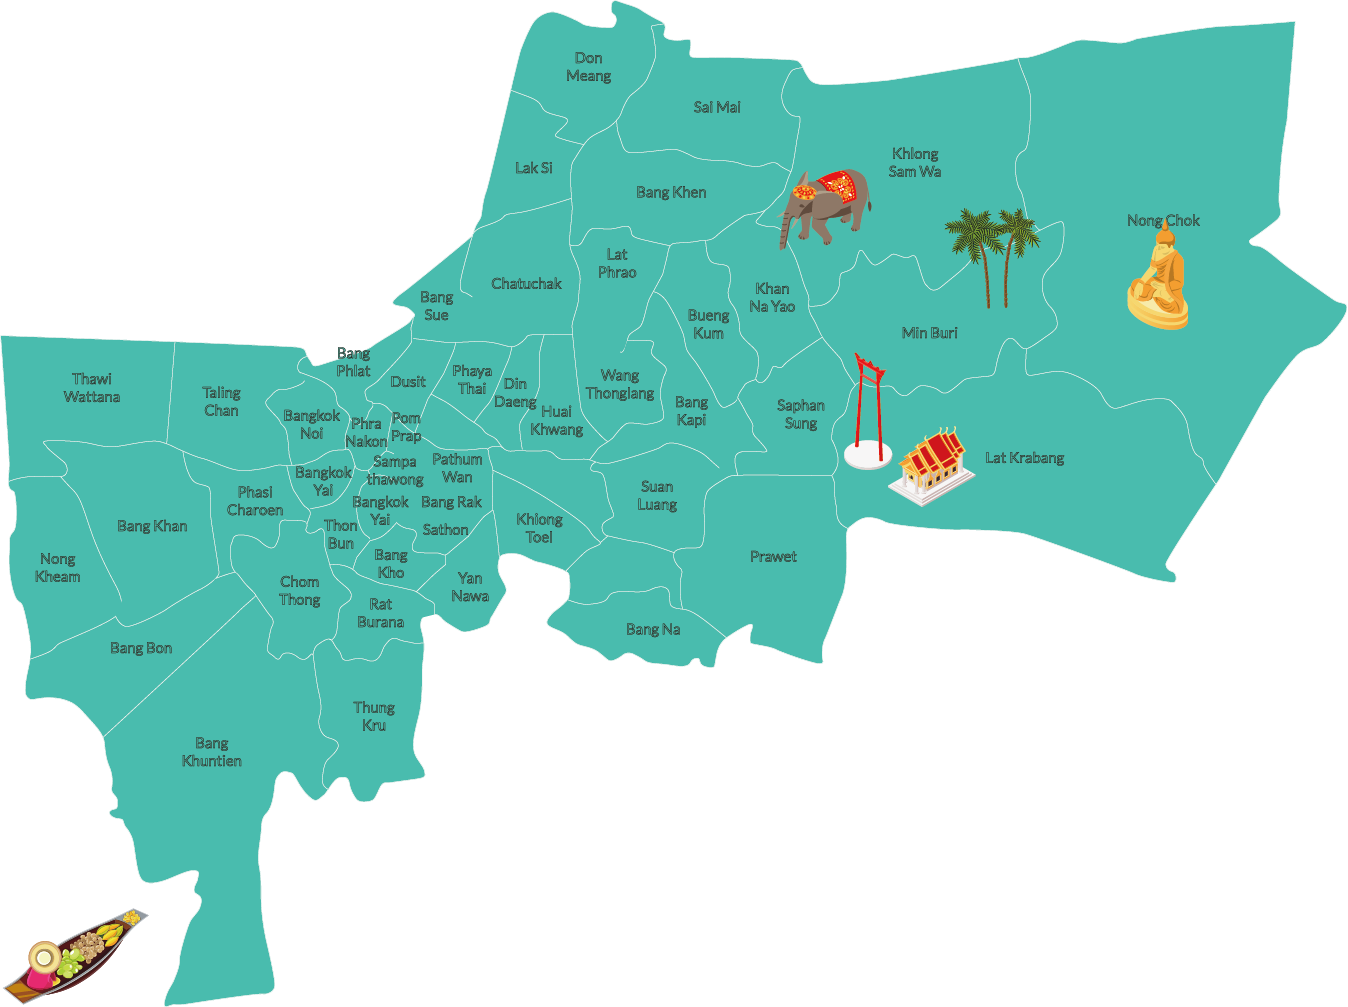 Don
Meang
Sai Mai
Khlong
Sam Wa
Lak Si
Bang Khen
Nong Chok
Lat
Phrao
Chatuchak
Khan
Na Yao
Bang
Sue
Bueng
Kum
Min Buri
Bang
Phlat
Thawi
Wattana
Taling
Chan
Dusit
Phaya
Thai
Din
Daeng
Wang
Thonglang
Huai
Khwang
Bang
Kapi
Saphan
Sung
Bangkok
Noi
Phra
Nakon
Pom
Prap
Lat Krabang
Sampa
thawong
Pathum
Wan
Bangkok
Yai
Phasi
Charoen
Bangkok
Yai
Bang Rak
Suan
Luang
Bang Khan
Thon
Bun
Sathon
Khlong
Toel
Nong
Kheam
Bang
Kho
Prawet
Chom
Thong
Yan
Nawa
Rat
Burana
Bang Na
Bang Bon
Thung
Kru
Bang
Khuntien